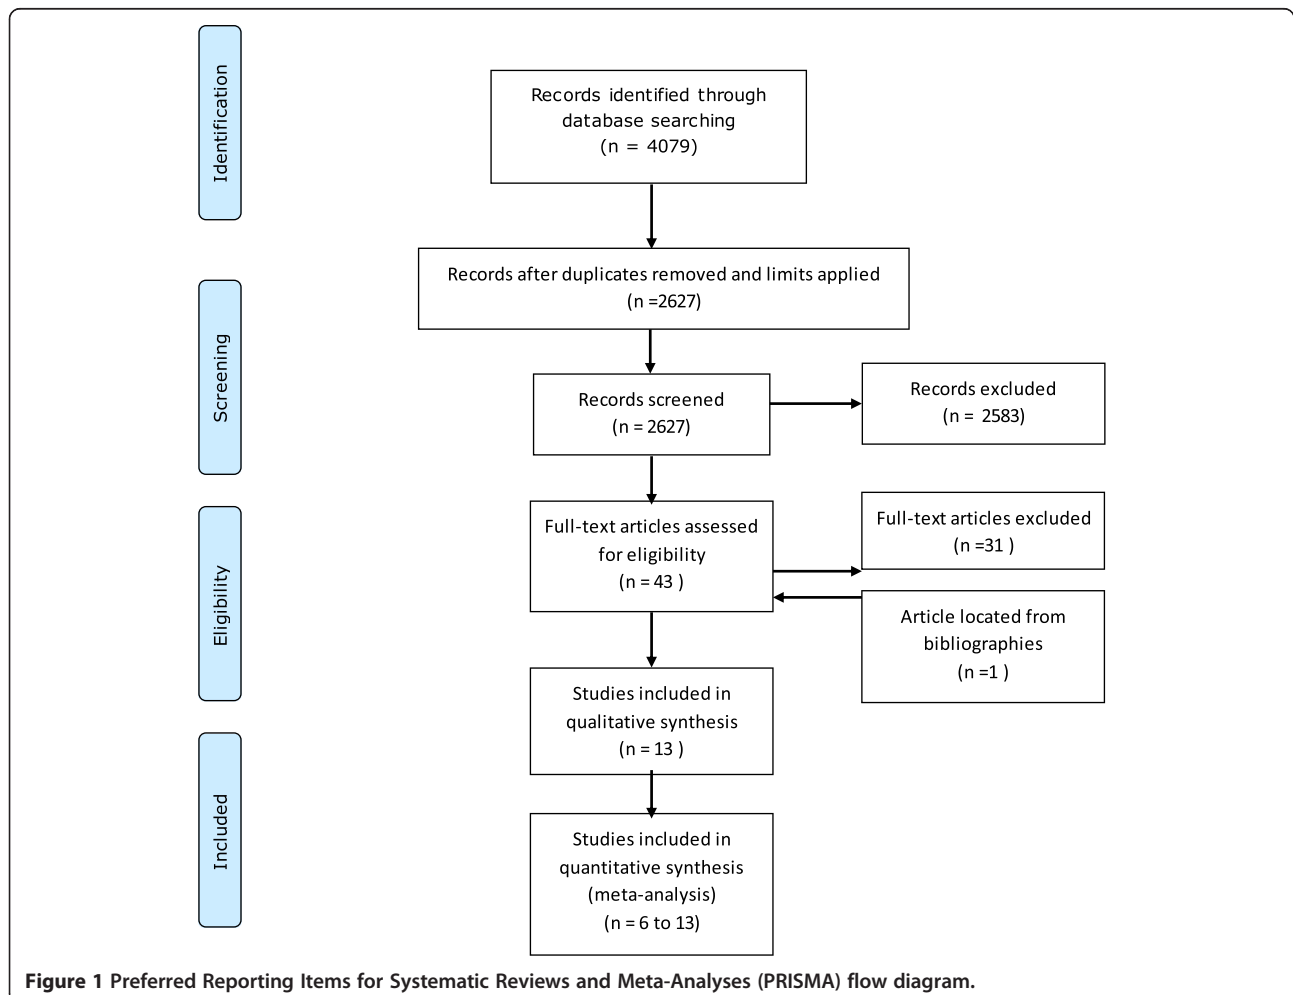 Identification
Records identified through
database searching
(n = 4079)
Records after duplicates removed and limits applied
(n =2627)
Screening
Records screened
(n = 2627)
Records excluded
(n = 2583)
Eligibility
Full-text articles assessed
for eligibility
(n = 43 )
Full-text articles excluded
(n =31 )
Article located from
bibliographies
(n =1 )
Studies included in
qualitative synthesis
(n = 13 )
Included
Studies included in
quantitative synthesis
(meta-analysis)
(n = 6 to 13)
Figure 1 Preferred Reporting Items for Systematic Reviews and Meta-Analyses (PRISMA) flow diagram.